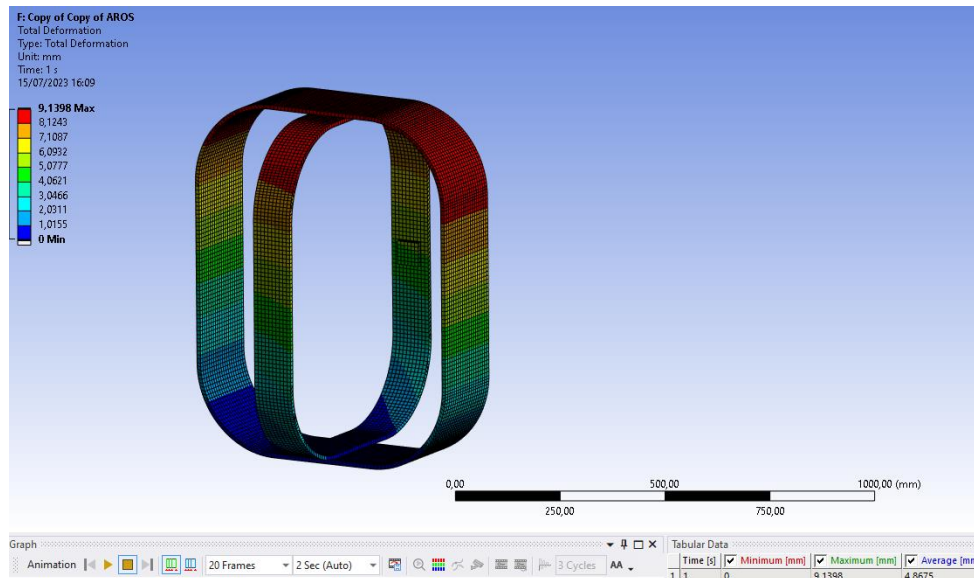 F: Copy of Copy of AROS
Total Deformation
Type: Total Deformation
Unit: mm
Time: 1 s
15/07/2023 16:09
9,1398 Max
8,1243
7,1087
6,0932
5,0777
4,0621
3,0466
2,0311
1,0155
0 Min
0,00 500,00 1000,00 (mm)
250,00 750,00
Graph
Animation 20 Frames 2 Sec (Auto) 3 Cycles AA
Tabular Data
Time [s] Minimum [mm] Maximum [mm] Average [mm
1 1 0 9,1398 4,8675